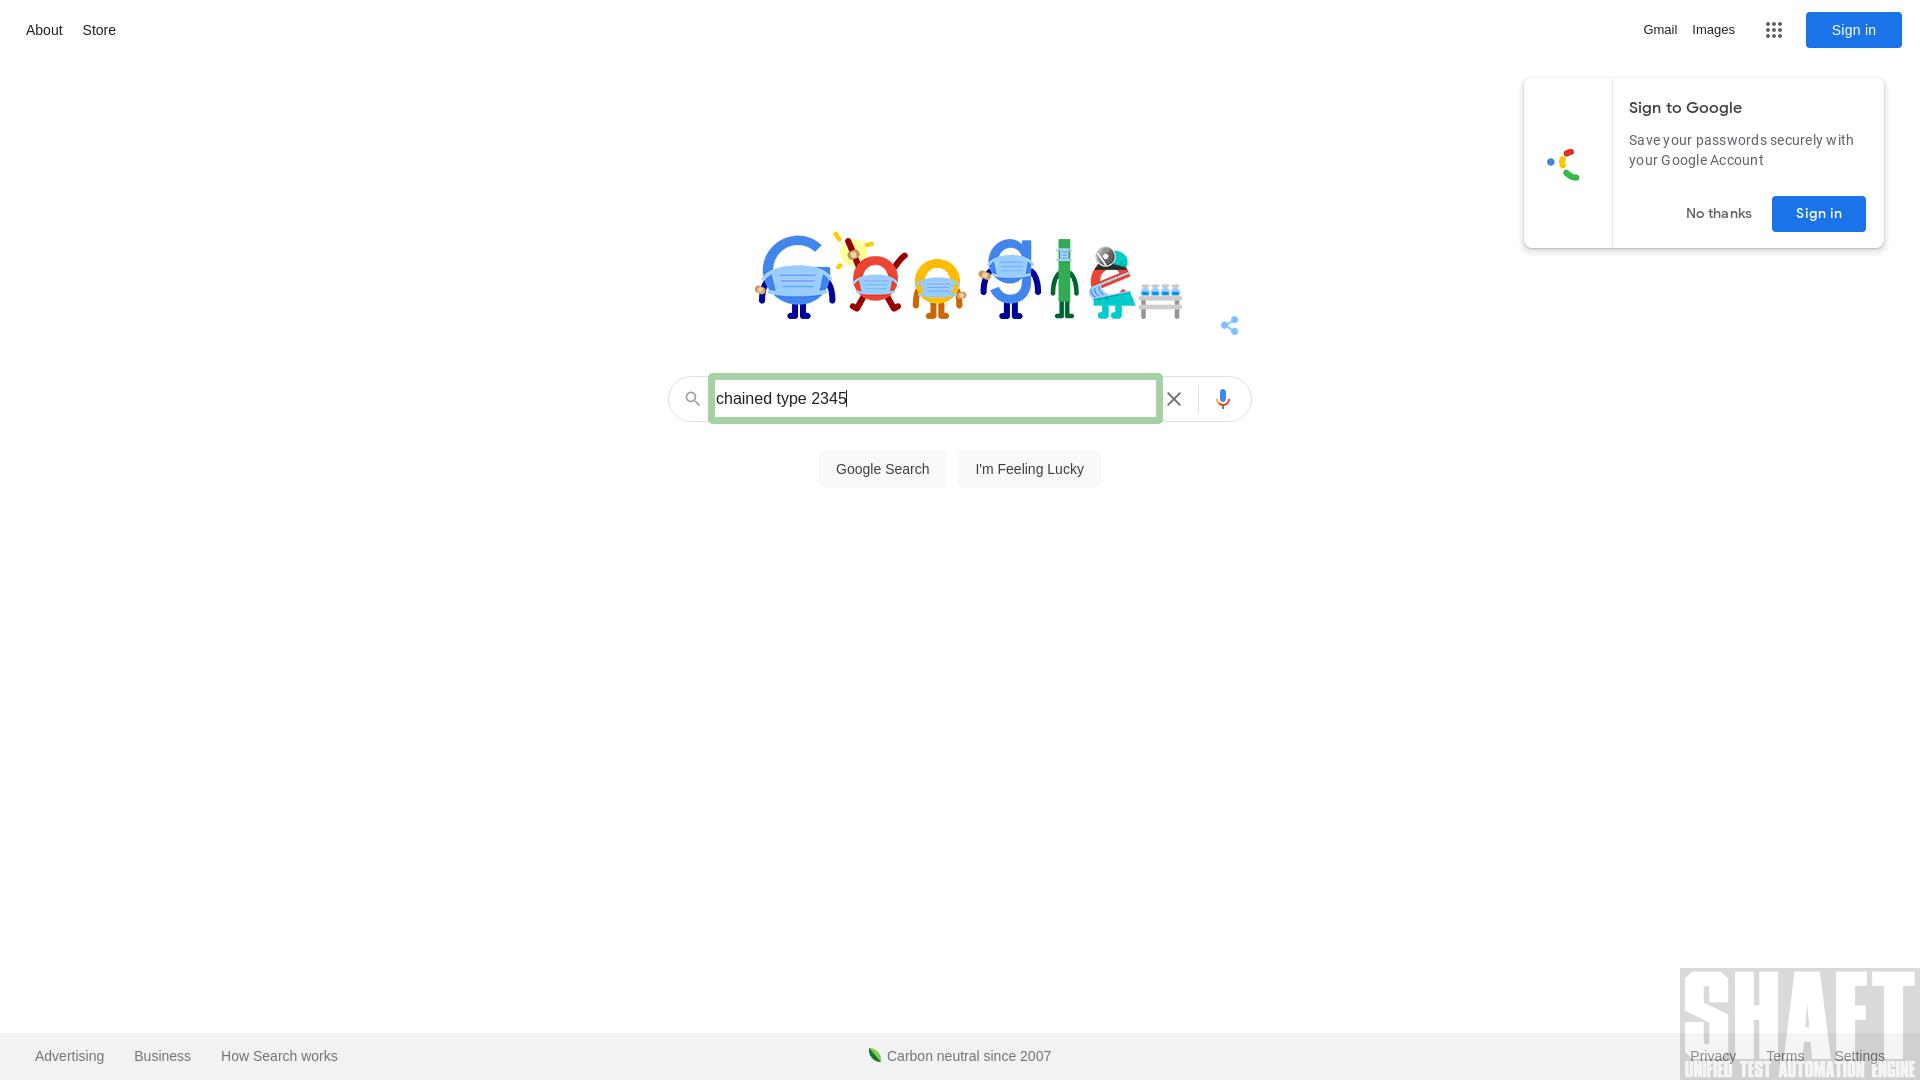 About Store
Gmail Images Sign in
Sign to Google
Save your passwords securely with
your Google Account
No thanks Sign in
chained type 2345
Google Search I'm Feeling Lucky
Advertising Business How Search works
Carbon neutral since 2007
Privacy Terms Settings
SHAFT
UNIFIED TEST AUTOMATION ENGINE